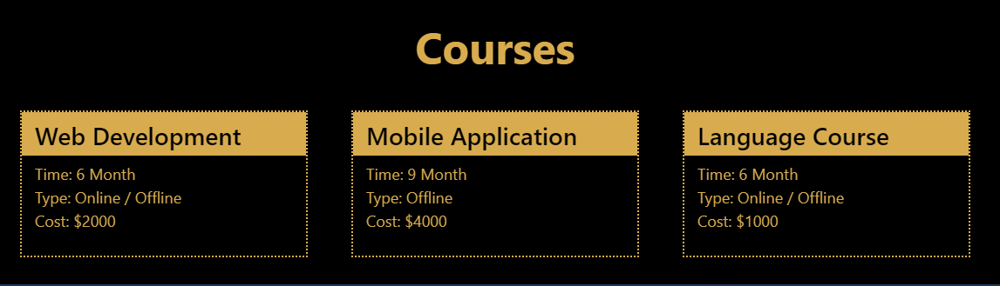 Courses
Web Development
Time: 6 Month
Type: Online / Offline
Cost: $2000
Mobile Application
Time: 9 Month
Type: Offline
Cost: $4000
Language Course
Time: 6 Month
Type: Online / Offline
Cost: $1000